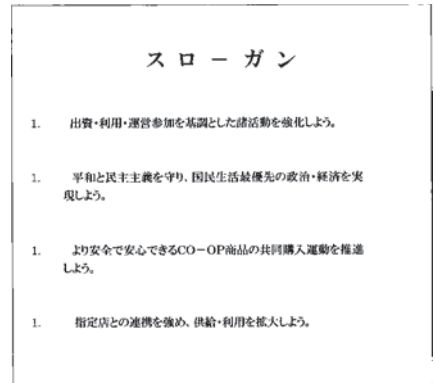 スローガン
1. 出資・利用・運営参加を基調とした諸活動を強化しよう。
1. 平和と民主主義を守り、国民生活最優先の政治・経済を実
現しよう。
1. より安全で安心できるCO－OP商品の共同購入運動を推進
しよう。
1. 指定店との連携を強め、供給・利用を拡大しよう。